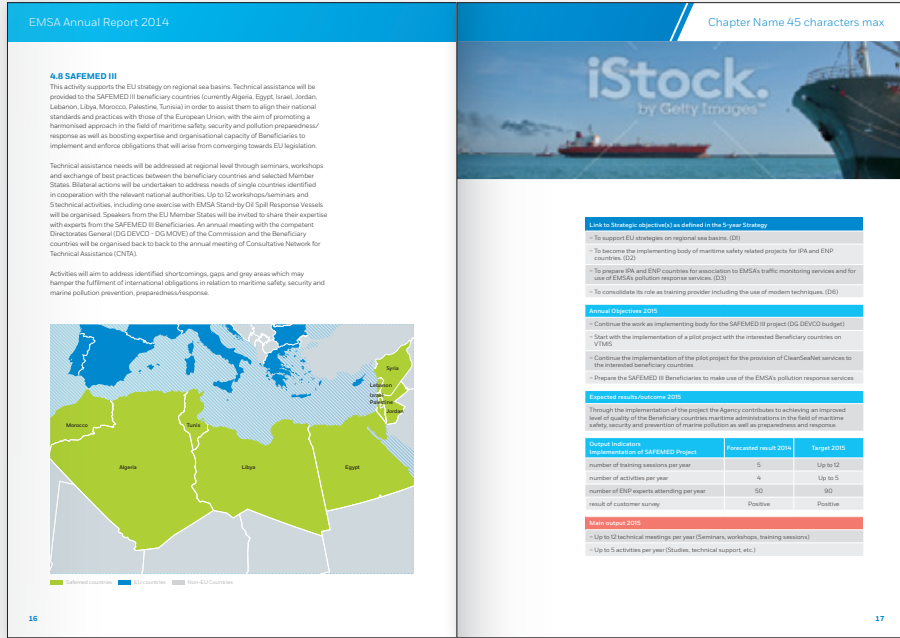 EMSA Annual Report 2014
4.8 SAFEMED III
This activity supports the EU strategy on regional sea basins. Technical assistance will be
provided to the SAFEMED III beneficiary countries (currently Algeria, Egypt, Israel, Jordan,
Lebanon, Libya, Morocco, Palestine, Tunisia) in order to assist them to align their national
standards and practices with those of the European Union, with the aim of promoting a
harmonised approach in the field of maritime safety, security and pollution preparedness/
response as well as boosting expertise and organisational capacity of Beneficiaries to
implement and enforce obligations that will arise from converging towards EU legislation.
Technical assistance needs will be addressed at regional level through seminars, workshops
and exchange of best practices between the beneficiary countries and selected Member
States. Bilateral actions will be undertaken to address needs of single countries identified
in cooperation with the relevant national authorities. Up to 12 workshops/seminars and
5 technical activities, including one exercise with EMSA Stand-by Oil Spill Response Vessels
will be organised. Speakers from the EU Member States will be invited to share their expertise
with experts from the SAFEMED III Beneficiaries. An annual meeting with the competent
Directorates General (DG DEVCO - DG MOVE) of the Commission and the Beneficiary
countries will be organised back to back to the annual meeting of Consultative Network for
Technical Assistance (CNTA).
Activities will aim to address identified shortcomings, gaps and grey areas which may
hamper the fulfilment of international obligations in relation to maritime safety, security and
marine pollution prevention, preparedness/response.
Syria
Lebanon
Israel
Palestine
Jordan
Morocco
Tunis
Algeria
Libya
Egypt
Safemed countries
EU countries
Non-EU Countries
16
Chapter Name 45 characters max
iStock.
by Getty Images™
Link to Strategic objective(s) as defined in the 5-year Strategy
– To support EU strategies on regional sea basins. (D1)
– To become the implementing body of maritime safety related projects for IPA and ENP
countries. (D2)
– To prepare IPA and ENP countries for association to EMSA's traffic monitoring services and for
use of EMSA's pollution response services. (D3)
– To consolidate its role as training provider including the use of modern techniques. (D6)
Annual Objectives 2015
– Continue the work as implementing body for the SAFEMED III project (DG DEVCO budget)
– Start with the implementation of a pilot project with the interested Beneficiary countries on
VTMIS
– Continue the implementation of the pilot project for the provision of CleanSeaNet services to
the interested beneficiary countries
– Prepare the SAFEMED III Beneficiaries to make use of the EMSA's pollution response services
Expected results/outcome 2015
Through the implementation of the project the Agency contributes to achieving an improved
level of quality of the Beneficiary countries maritime administrations in the field of maritime
safety, security and prevention of marine pollution as well as preparedness and response.
Output indicators
Implementation of SAFEMED Project Forecasted result 2014 Target 2015
number of training sessions per year 5 Up to 12
number of activities per year 4 Up to 5
number of ENP experts attending per year 50 90
result of customer survey Positive Positive
Main output 2015
– Up to 12 technical meetings per year (Seminars, workshops, training sessions)
– Up to 5 activities per year (Studies, technical support, etc.)
17